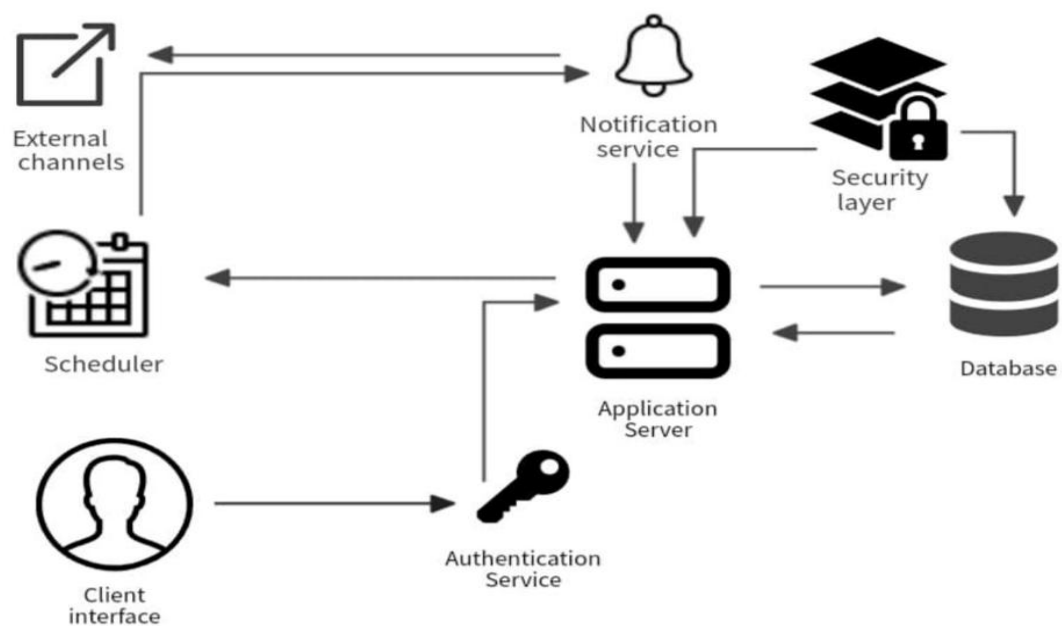 External
channels
Notification
service
Security
layer
Scheduler
Database
Application
Server
Authentication
Service
Client
interface